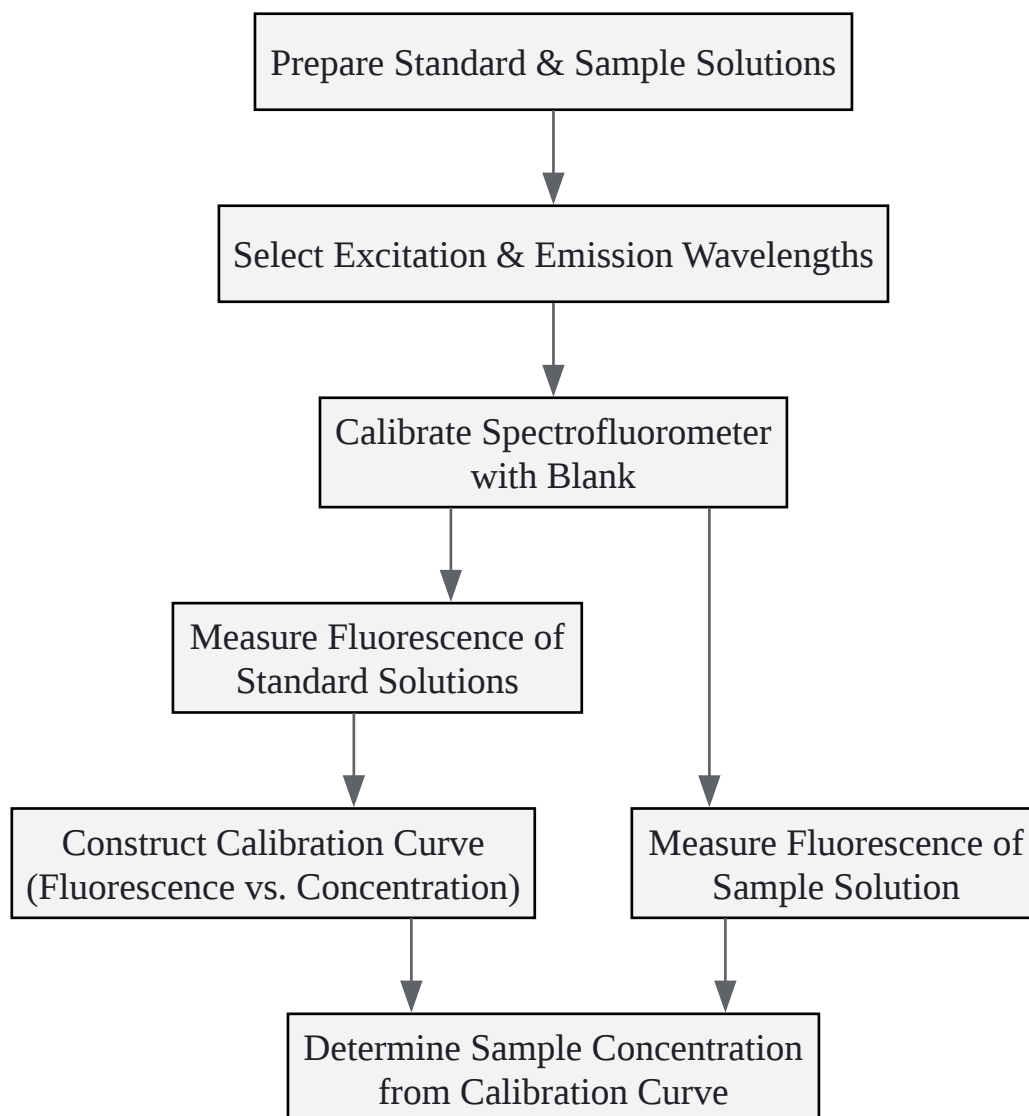 Prepare Standard & Sample Solutions
Select Excitation & Emission Wavelengths
Calibrate Spectrofluorometer
with Blank
Measure Fluorescence of
Standard Solutions
Construct Calibration Curve
(Fluorescence vs. Concentration)
Measure Fluorescence of
Sample Solution
Determine Sample Concentration
from Calibration Curve